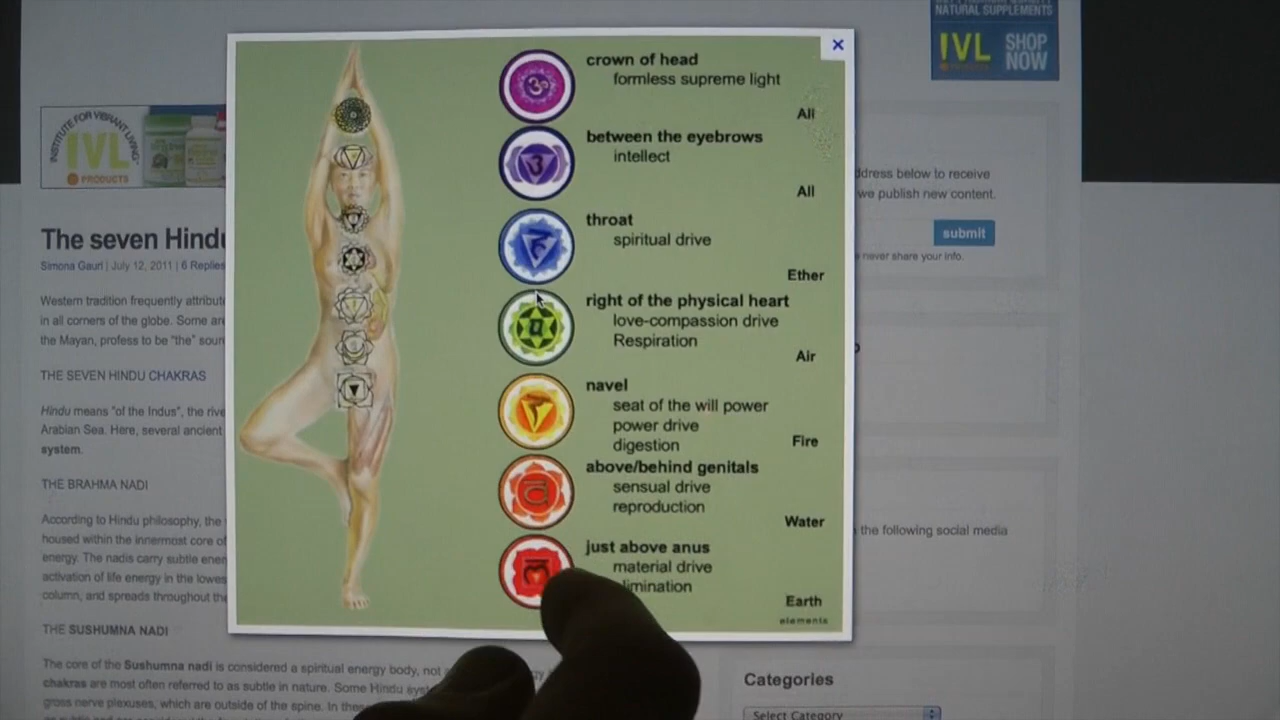 NATURAL SUPPLEMENTS
IVL
SHOP
NOW
INSTITUTE FOR VIBRANT LIVING
IVL
PRODUCTS
The seven Hindu
Simona Gauri | July 12, 2011 | 6 Replies
Western tradition frequently
in all corners of the globe. Some
the Mayan, profess to be "the"
THE SEVEN HINDU CHAKRAS
Hindu means "of the Indus", the
Arabian Sea. Here, several ancient
system.
THE BRAHMA NADI
According to Hindu philosophy, the
housed within the innermost core of
energy. The nadis carry subtle
activation of life energy in the
column, and spreads throughout
THE SUSHUMNA NADI
The core of the Sushumna nadi is considered a spiritual energy body, not
chakras are most often referred to as subtle in nature. Some Hindu
gross nerve plexuses, which are outside of the spine. In
crown of head
formless supreme light
All
between the eyebrows
intellect
All
throat
spiritual drive
Ether
right of the physical heart
love-compassion drive
Respiration
Air
navel
seat of the will power
power drive
digestion
Fire
above/behind genitals
sensual drive
reproduction
Water
just above anus
material drive
elimination
Earth
elements
below to receive
we publish new content.
submit
never share your info.
the following social media
Categories
Select Category